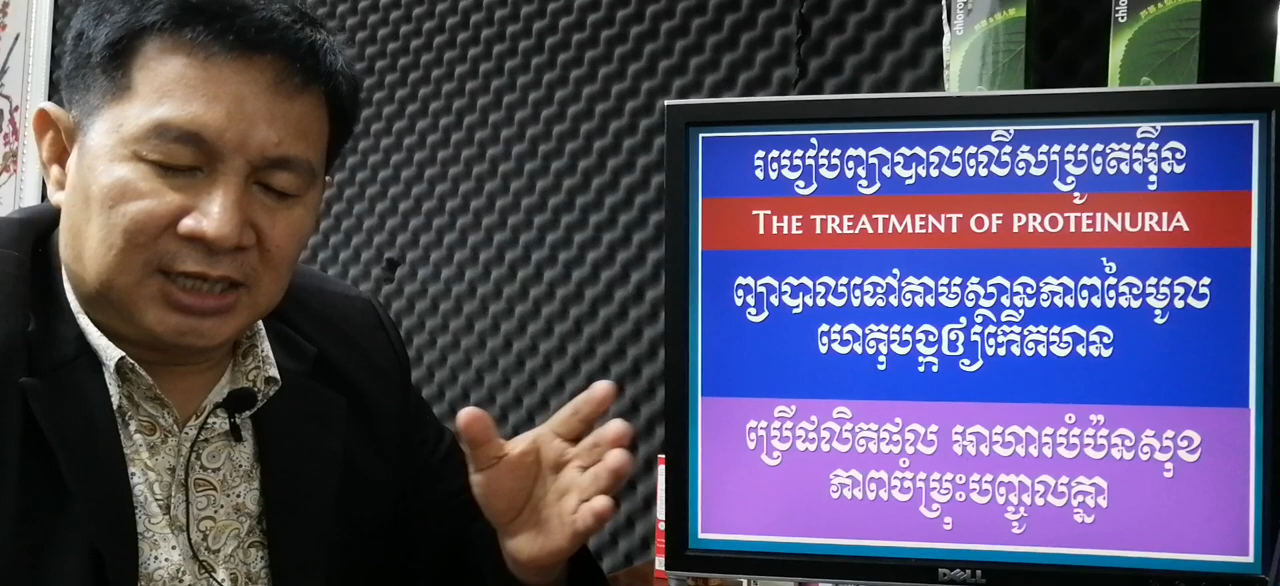 chlorop
chloro
របៀបព្យាបាលលើសប្រូតេអ៊ីន
THE TREATMENT OF PROTEINURIA
ព្យាបាលទៅតាមស្ថានភាពនៃមូល
ហេតុបង្កឲ្យកើតមាន
ប្រើផលិតផល អាហារបំប៉នសុខ
ភាពចំម្រុះបញ្ចូលគ្នា
DELL